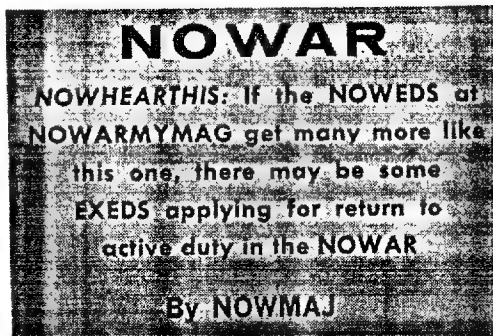 NOWAR
NOWHEARTHIS: If the NOWEDS at
NOWARMYMAG get many more like
this one, there may be some
EXEDS applying for return to
active duty in the NOWAR
By NOWMAJ